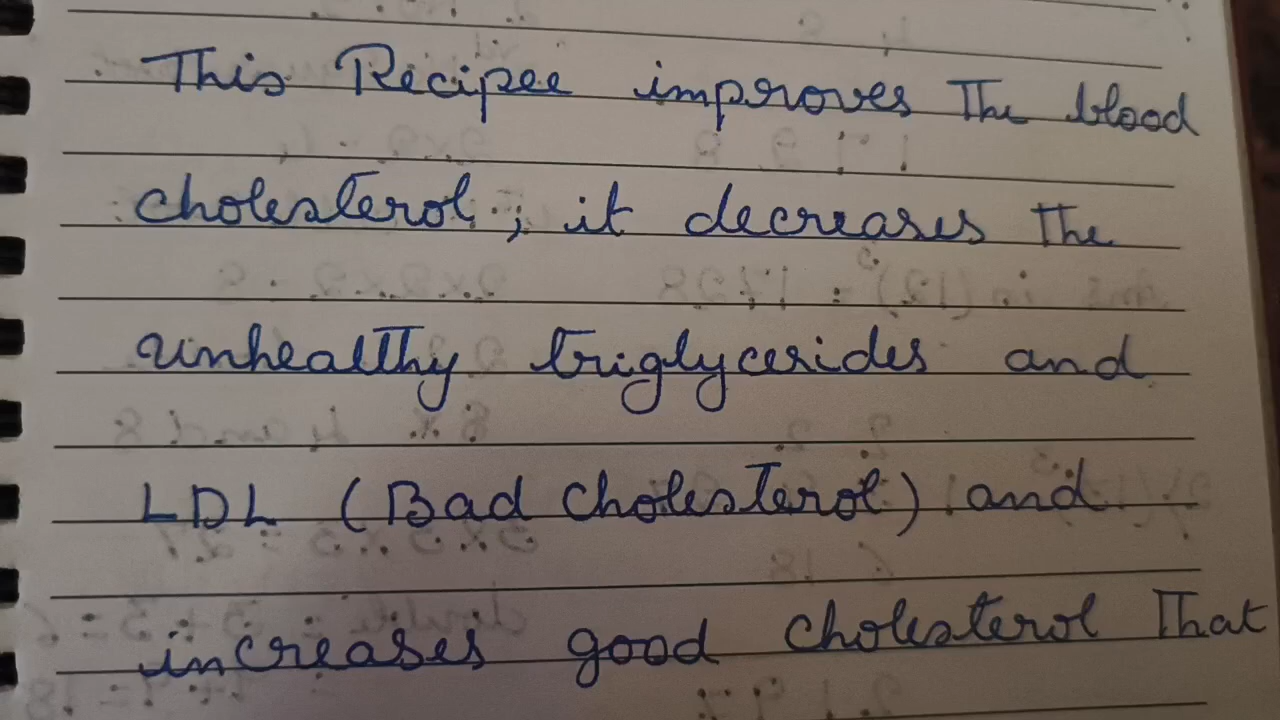 This Recipee improves The blood
cholesterol, it decreases The
unhealthy triglycerides and
LDL (Bad Cholesterol) and
increases good cholesterol That